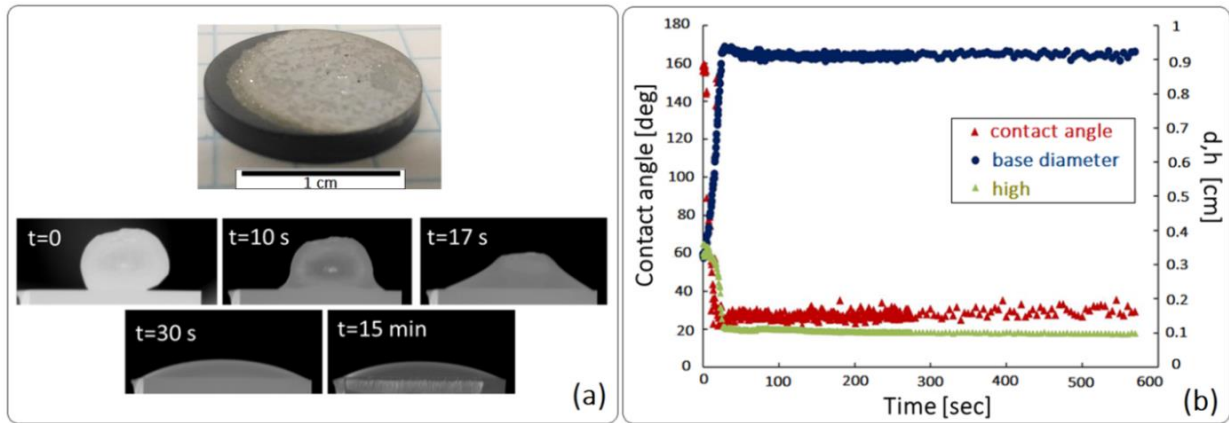 1 cm
t=0
t=10 s
t=17 s
t=30 s
t=15 min
(a)
180
160
140
120
100
80
60
40
20
0
Contact angle [deg]
1
0.9
0.8
0.7
0.6
0.5
0.4
0.3
0.2
0.1
0
d,h [cm]
contact angle
base diameter
high
0 100 200 300 400 500 600
Time [sec]
(b)